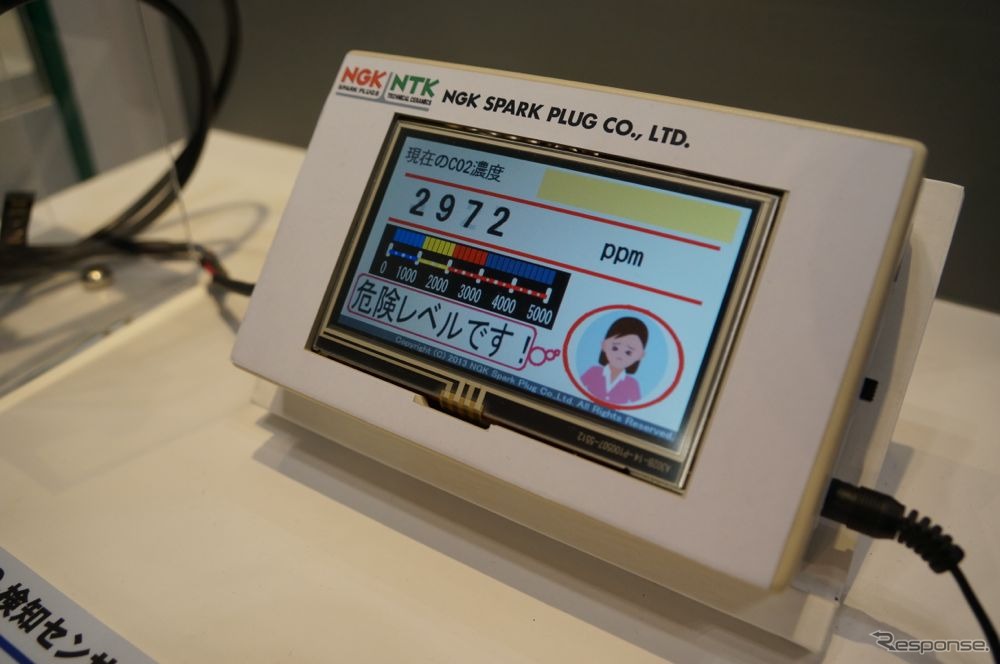 NGK NTK
SPARK PLUGS TECHNICAL CERAMICS
NGK SPARK PLUG CO., LTD.
現在のCO2濃度
2972 ppm
0 1000 2000 3000 4000 5000
危険レベルです!
Copyright (C) 2013 NGK Spark Plug Co.,Ltd. All Rights Reserved.
検知センサ
Response.